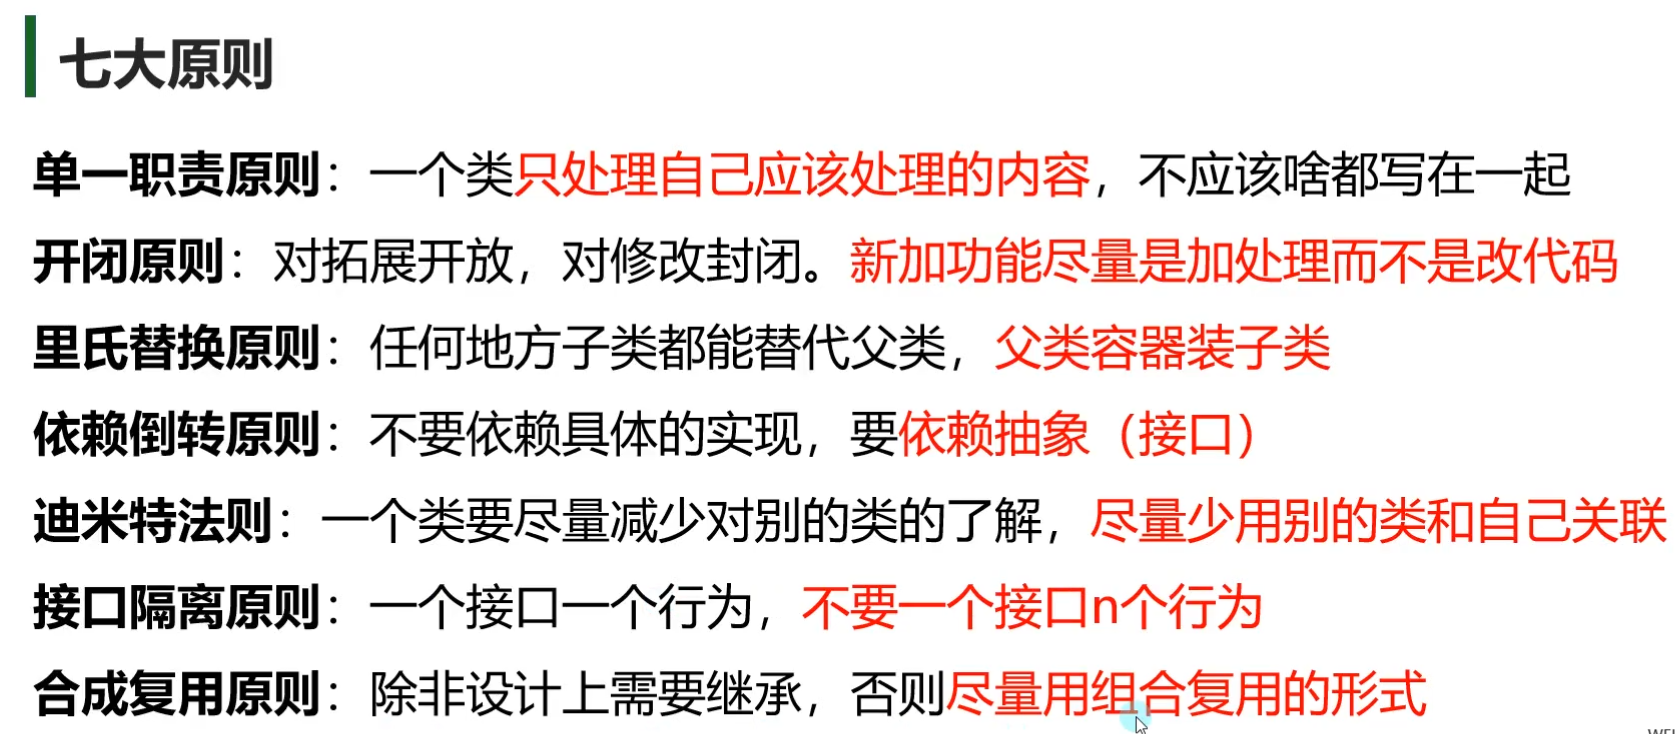 七大原则
单一职责原则：一个类只处理自己应该处理的内容，不应该啥都写在一起
开闭原则：对拓展开放，对修改封闭。新加功能尽量是加处理而不是改代码
里氏替换原则：任何地方子类都能替代父类，父类容器装子类
依赖倒转原则：不要依赖具体的实现，要依赖抽象（接口）
迪米特法则：一个类要尽量减少对别的类的了解，尽量少用别的类和自己关联
接口隔离原则：一个接口一个行为，不要一个接口n个行为
合成复用原则：除非设计上需要继承，否则尽量用组合复用的形式